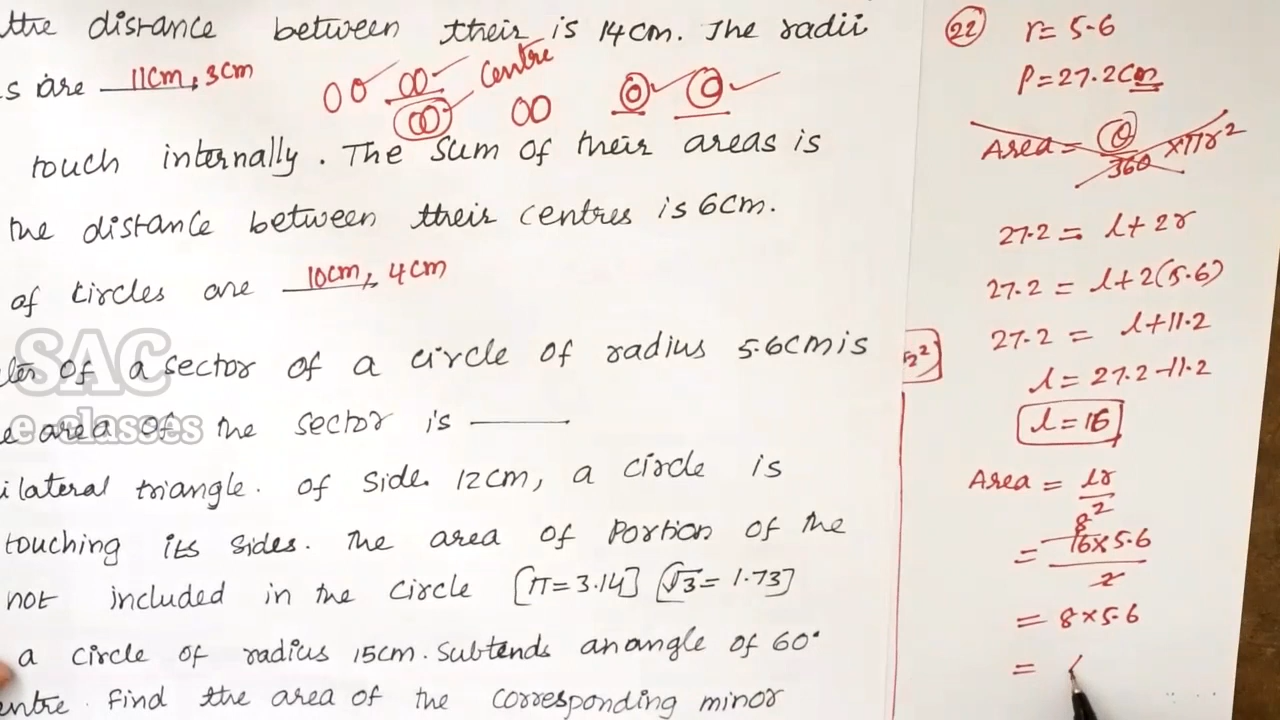 the distance between their is 14cm. The radii
s are 11cm, 3cm
centre
touch internally. The sum of their areas is
the distance between their centres is 6cm.
of circles are 10cm, 4cm
of a sector of a circle of radius 5.6cm is
area of the sector is
ilateral triangle. of side. 12cm, a circle is
touching its sides. The area of portion of the
not included in the circle [π=3.14] [√3=1.73]
a circle of radius 15cm. subtends an angle of 60°
entre. find the area of the corresponding minor
SAC
e classes
22 r=5.6
P=27.2cm
Area = θ/360 ×πr²
27.2 = l+2r
27.2 = l+2(5.6)
27.2 = l+11.2
l=27.2-11.2
l=16
Area = lr/2
8
= 16×5.6/2
= 8×5.6
=